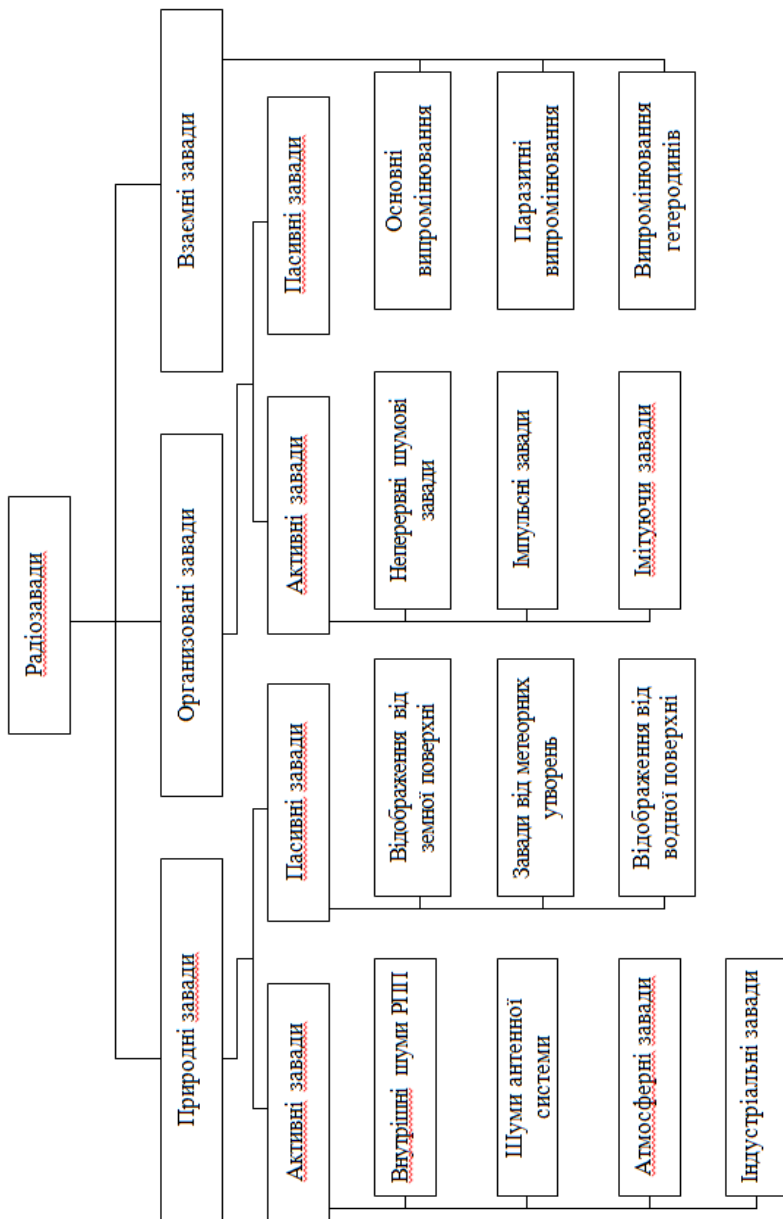 Радіозавади
Природні завади
Організовані завади
Взаємні завади
Активні завади
Пасивні завади
Активні завади
Пасивні завади
Внутрішні шуми РПП
Відображення від
земної поверхні
Неперервні шумові
завади
Основні
випромінювання
Шуми антенної
системи
Завади від метеорних
утворень
Імпульсні завади
Паразитні
випромінювання
Атмосферні завади
Відображення від
водної поверхні
Імітуючи завади
Випромінювання
гетеродинів
Індустріальні завади